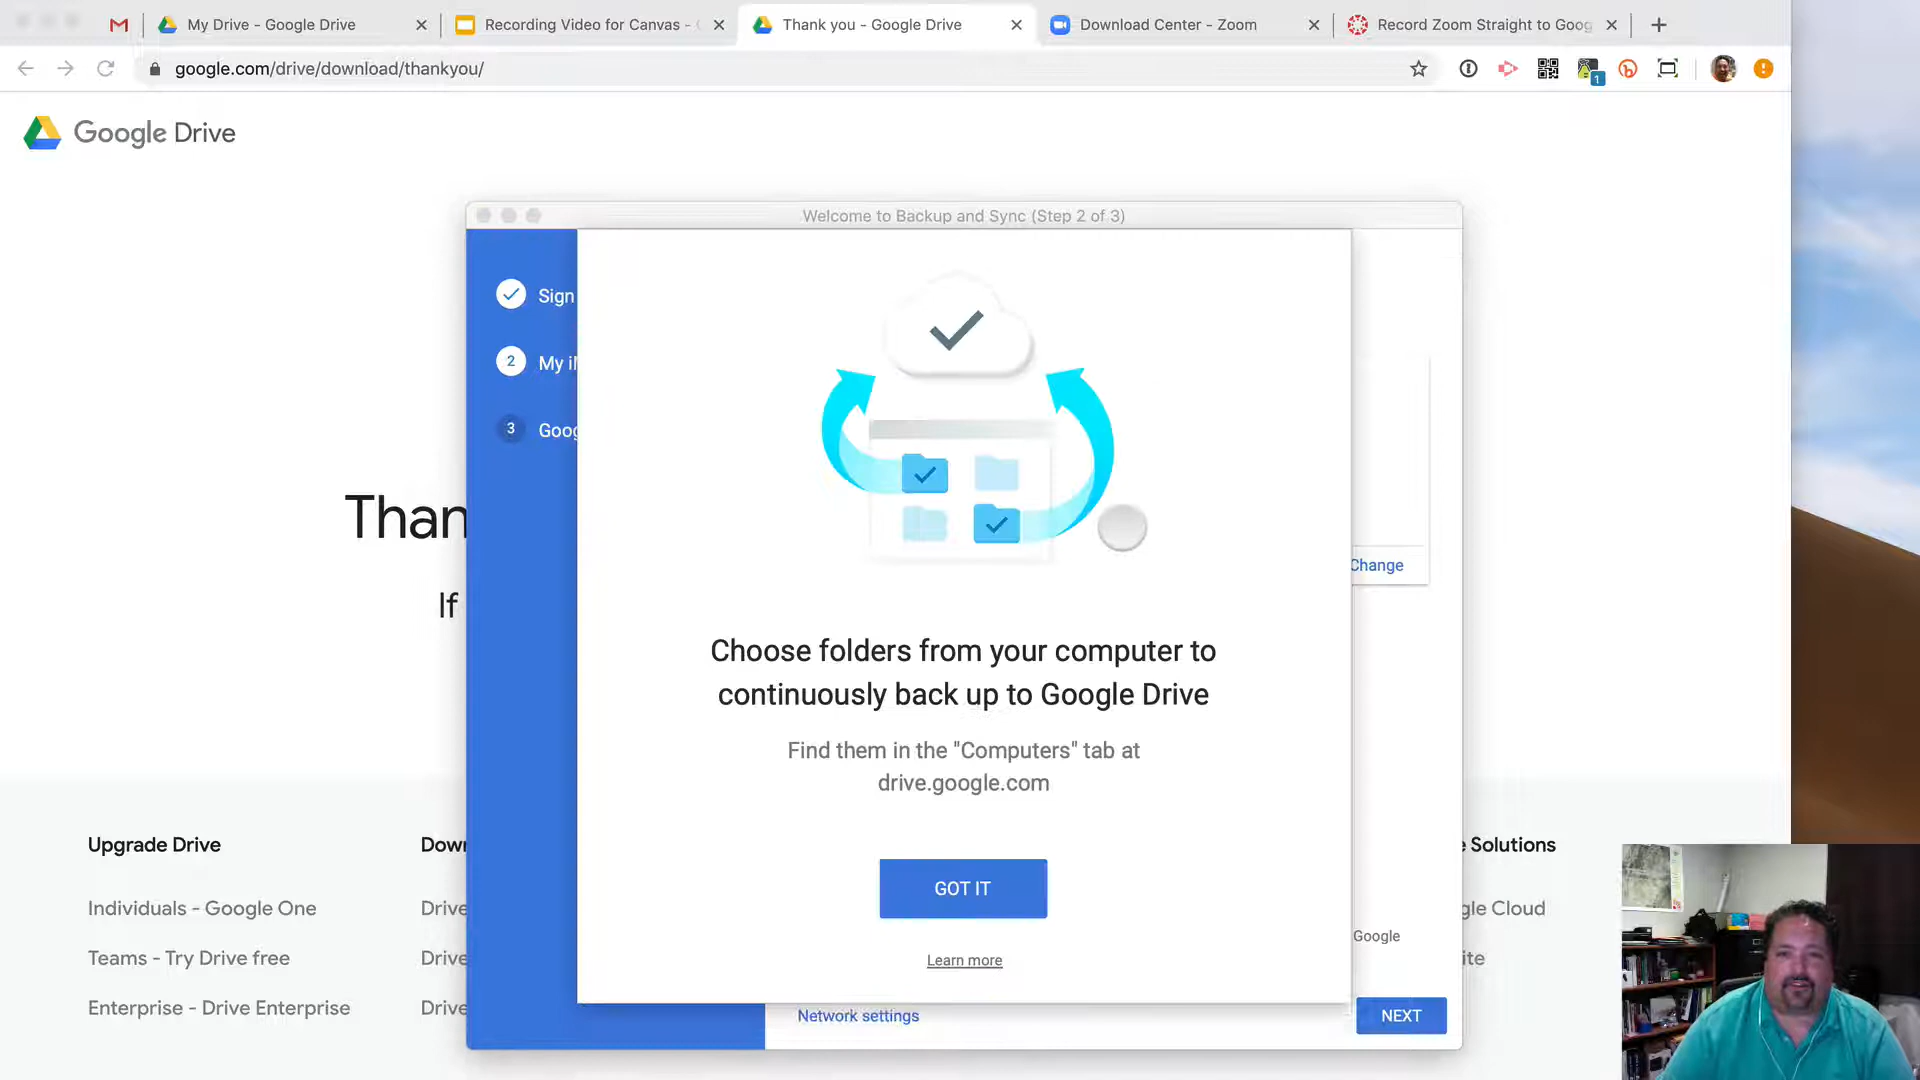 My Drive - Google Drive
Recording Video for Canvas -
Thank you - Google Drive
Download Center - Zoom
Record Zoom Straight to Goog
google.com/drive/download/thankyou/
1
Google Drive
Welcome to Backup and Sync (Step 2 of 3)
Sign
2
My
3
Goog
Than
If
Change
Choose folders from your computer to
continuously back up to Google Drive
Find them in the "Computers" tab at
drive.google.com
GOT IT
Learn more
Google
Network settings
NEXT
Upgrade Drive
Individuals - Google One
Teams - Try Drive free
Enterprise - Drive Enterprise
Down
Drive
Drive
Drive
e Solutions
gle Cloud
ite